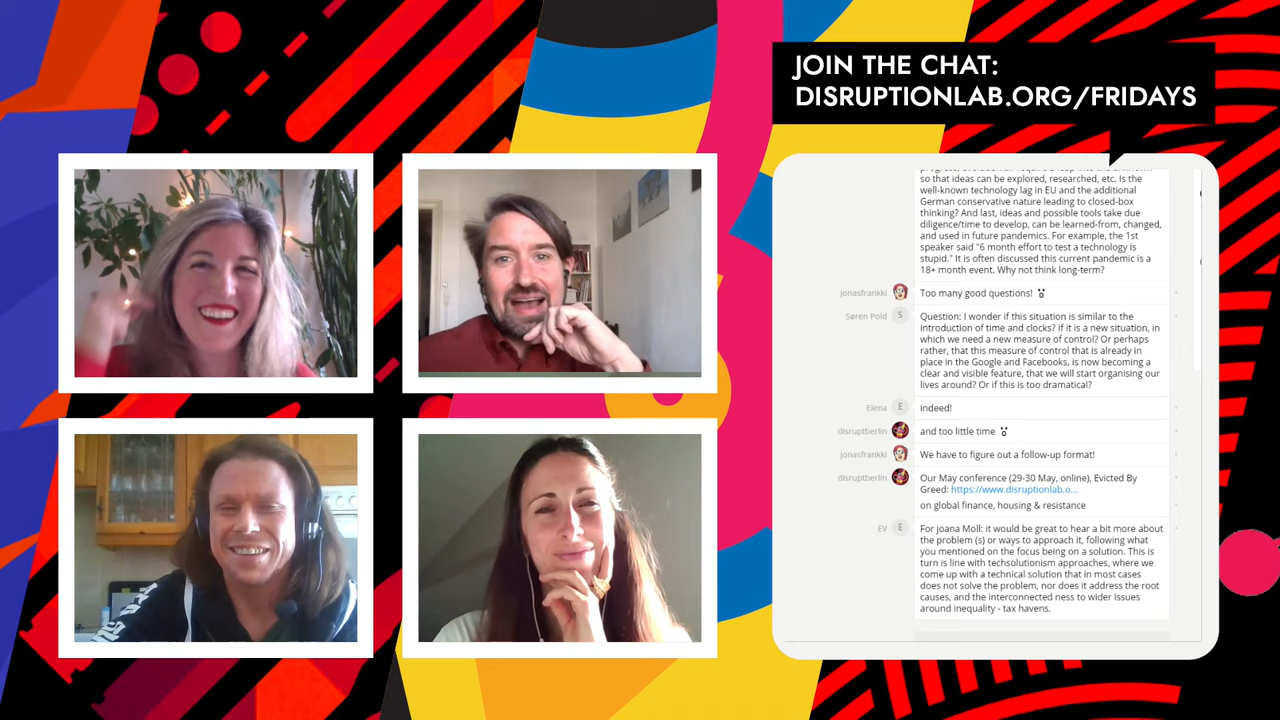 JOIN THE CHAT:
DISRUPTIONLAB.ORG/FRIDAYS
so that ideas can be explored, researched, etc. Is the
well-known technology lag in EU and the additional
German conservative nature leading to closed-box
thinking? And last, ideas and possible tools take due
diligence/time to develop, can be learned-from, changed,
and used in future pandemics. For example, the 1st
speaker said "6 month effort to test a technology is
stupid." It is often discussed this current pandemic is a
18+ month event. Why not think long-term?
jonasfrankki Too many good questions!
Søren Pold S Question: I wonder if this situation is similar to the
introduction of time and clocks? If it is a new situation, in
which we need a new measure of control? Or perhaps
rather, that this measure of control that is already in
place in the Google and Facebooks, is now becoming a
clear and visible feature, that we will start organising our
lives around? Or if this is too dramatical?
Elena E indeed!
disruptberlin and too little time
jonasfrankki We have to figure out a follow-up format!
disruptberlin Our May conference (29-30 May, online), Evicted By
Greed: https://www.disruptionlab.o...
on global finance, housing & resistance
EV E For joana Moll: it would be great to hear a bit more about
the problem (s) or ways to approach it, following what
you mentioned on the focus being on a solution. This is
turn is line with techsolutionism approaches, where we
come up with a technical solution that in most cases
does not solve the problem, nor does it address the root
causes, and the interconnected ness to wider issues
around inequality - tax havens.